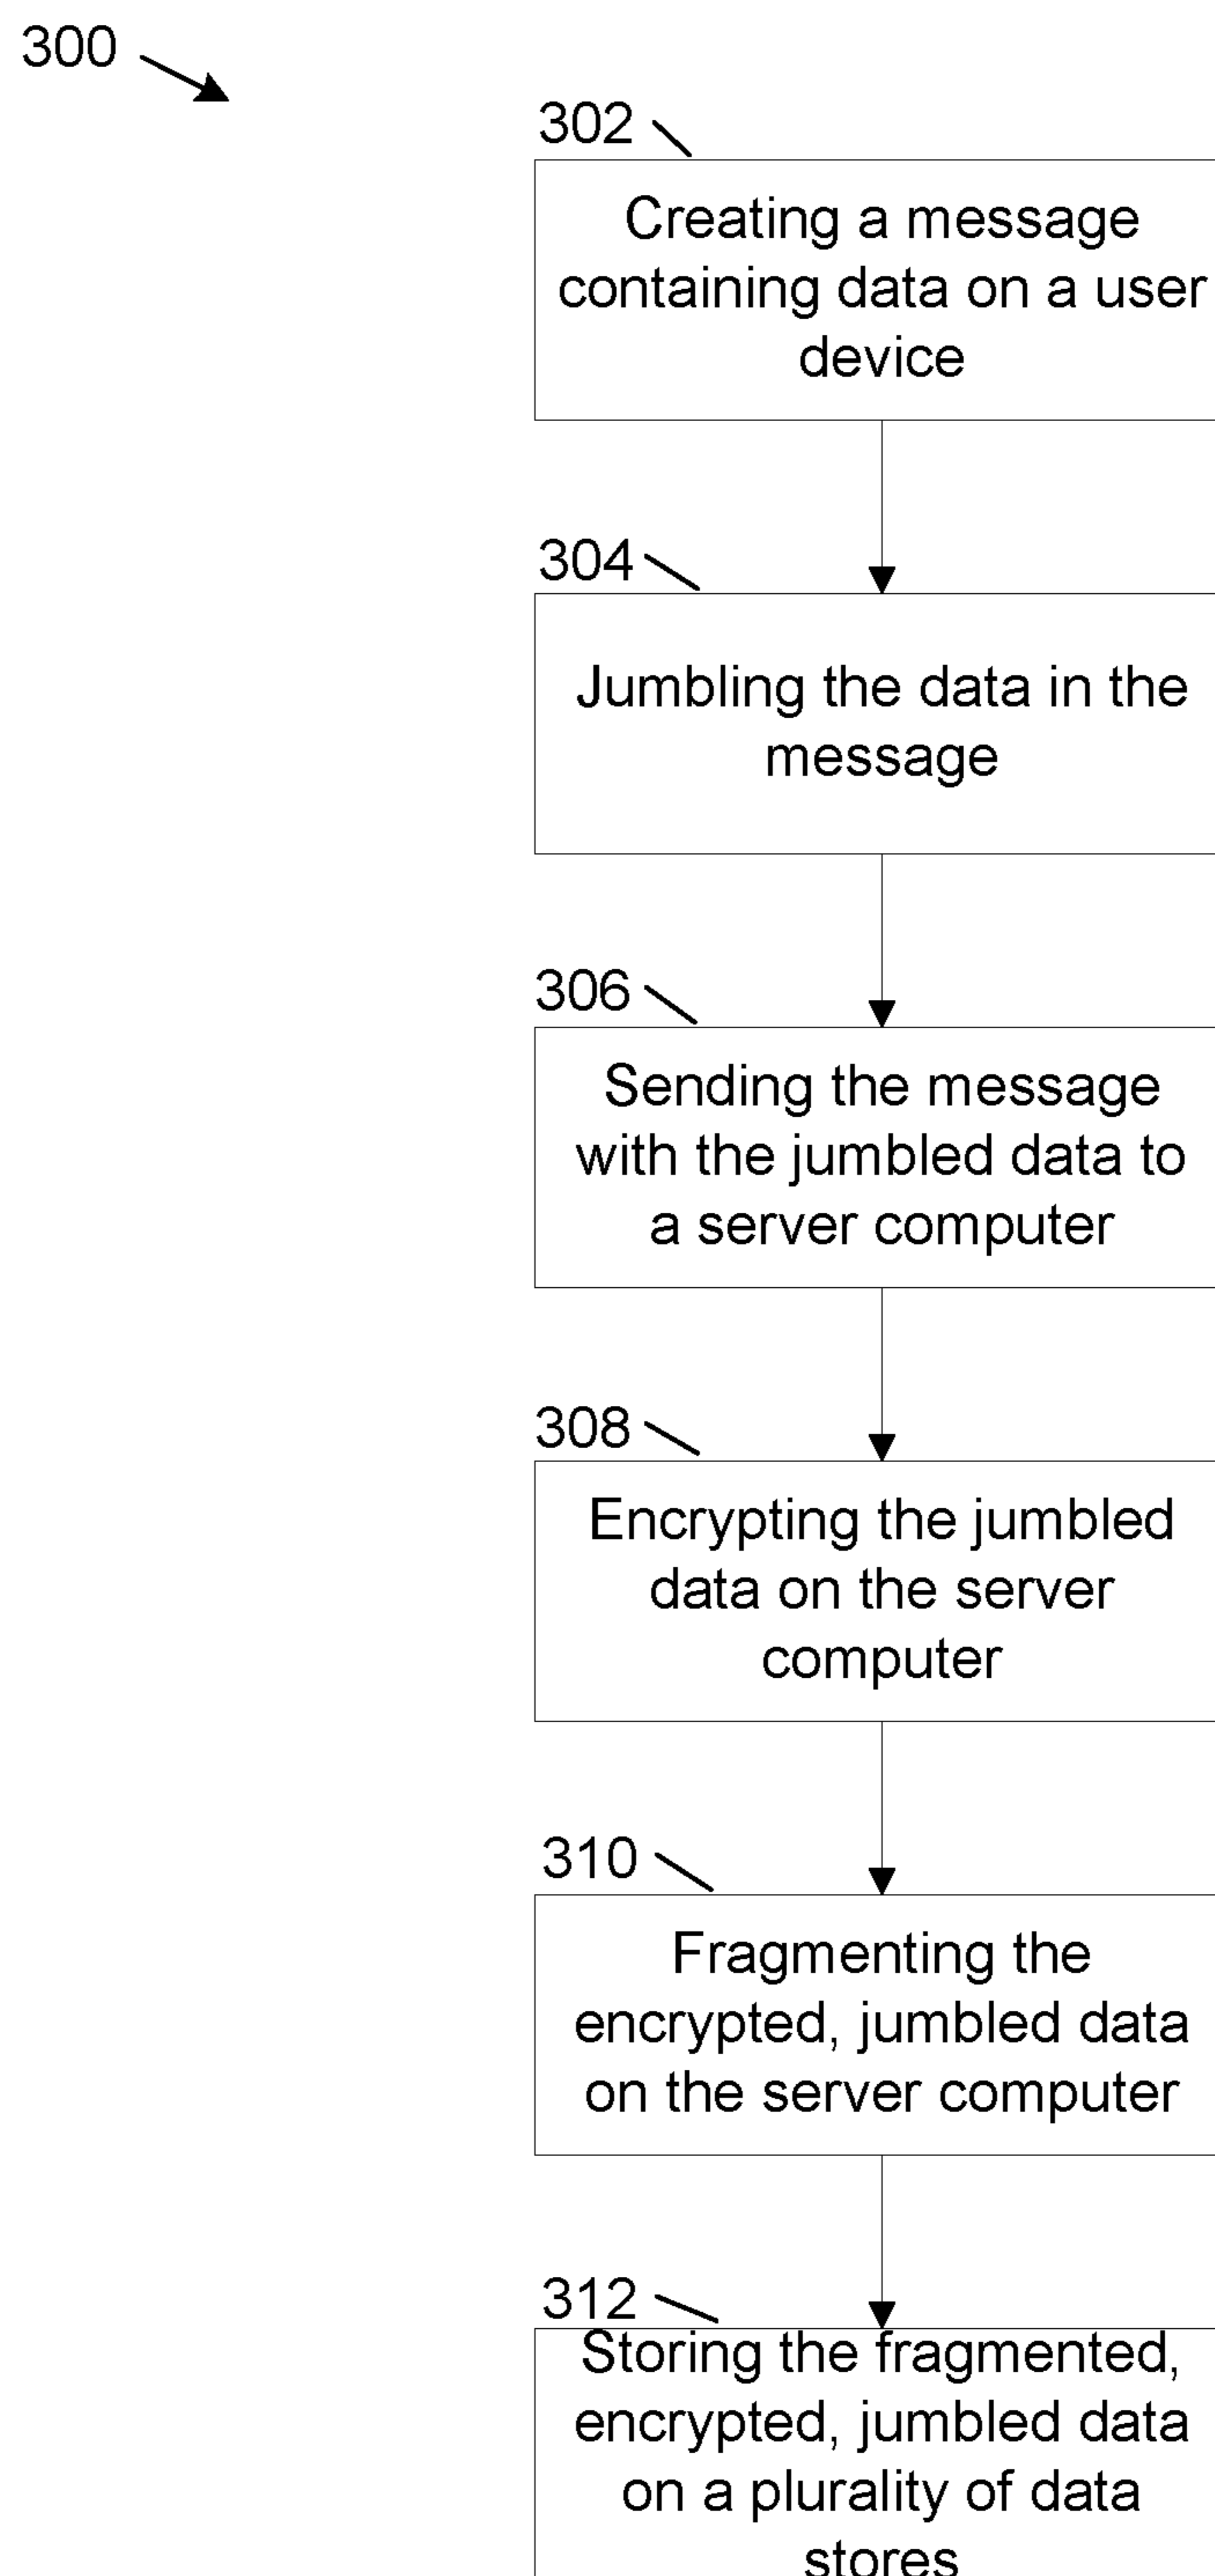 300
302
Creating a message
containing data on a user
device
304
Jumbling the data in the
message
306
Sending the message
with the jumbled data to
a server computer
308
Encrypting the jumbled
data on the server
computer
310
Fragmenting the
encrypted, jumbled data
on the server computer
312
Storing the fragmented,
encrypted, jumbled data
on a plurality of data
stores